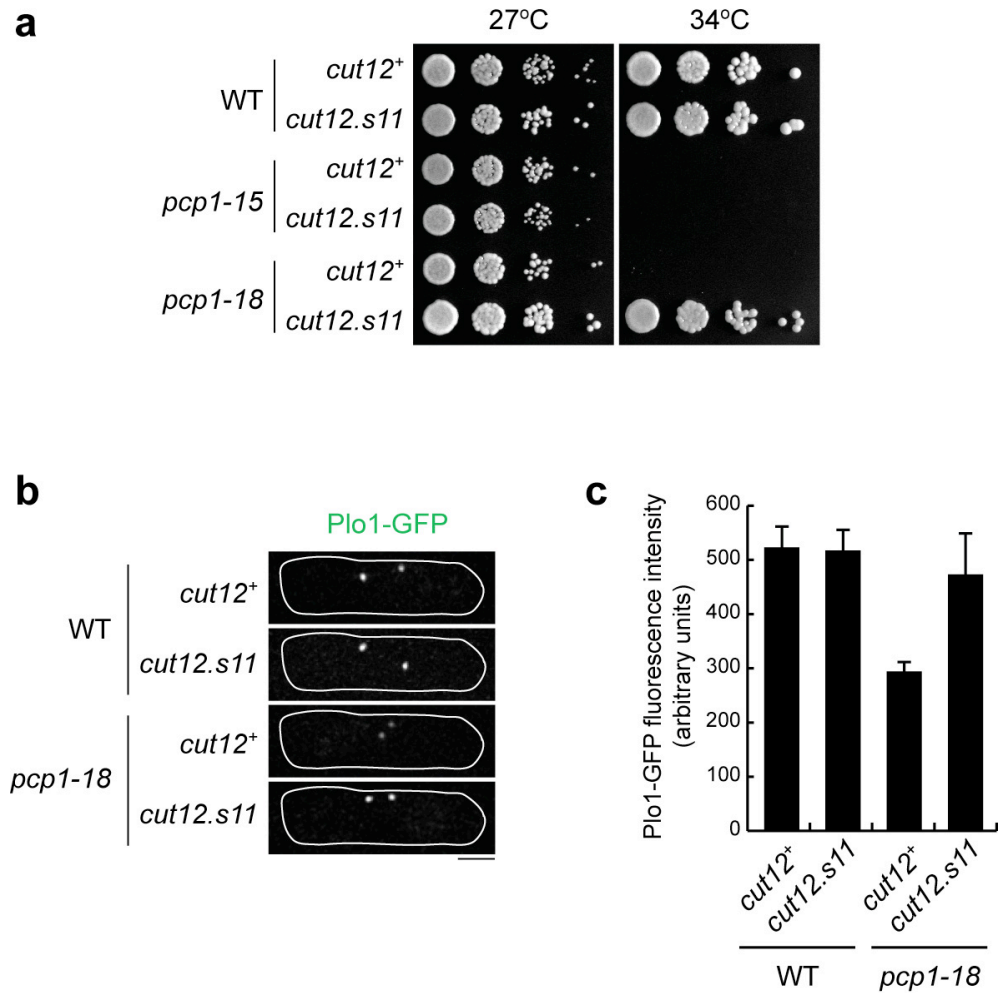 a
27°C
34°C
WT
cut12+
cut12.s11
pcp1-15
cut12+
cut12.s11
pcp1-18
cut12+
cut12.s11
b
Plo1-GFP
WT
cut12+
cut12.s11
pcp1-18
cut12+
cut12.s11
c
Plo1-GFP fluorescence intensity
(arbitrary units)
600
500
400
300
200
100
0
cut12+
cut12.s11
cut12+
cut12.s11
WT
pcp1-18